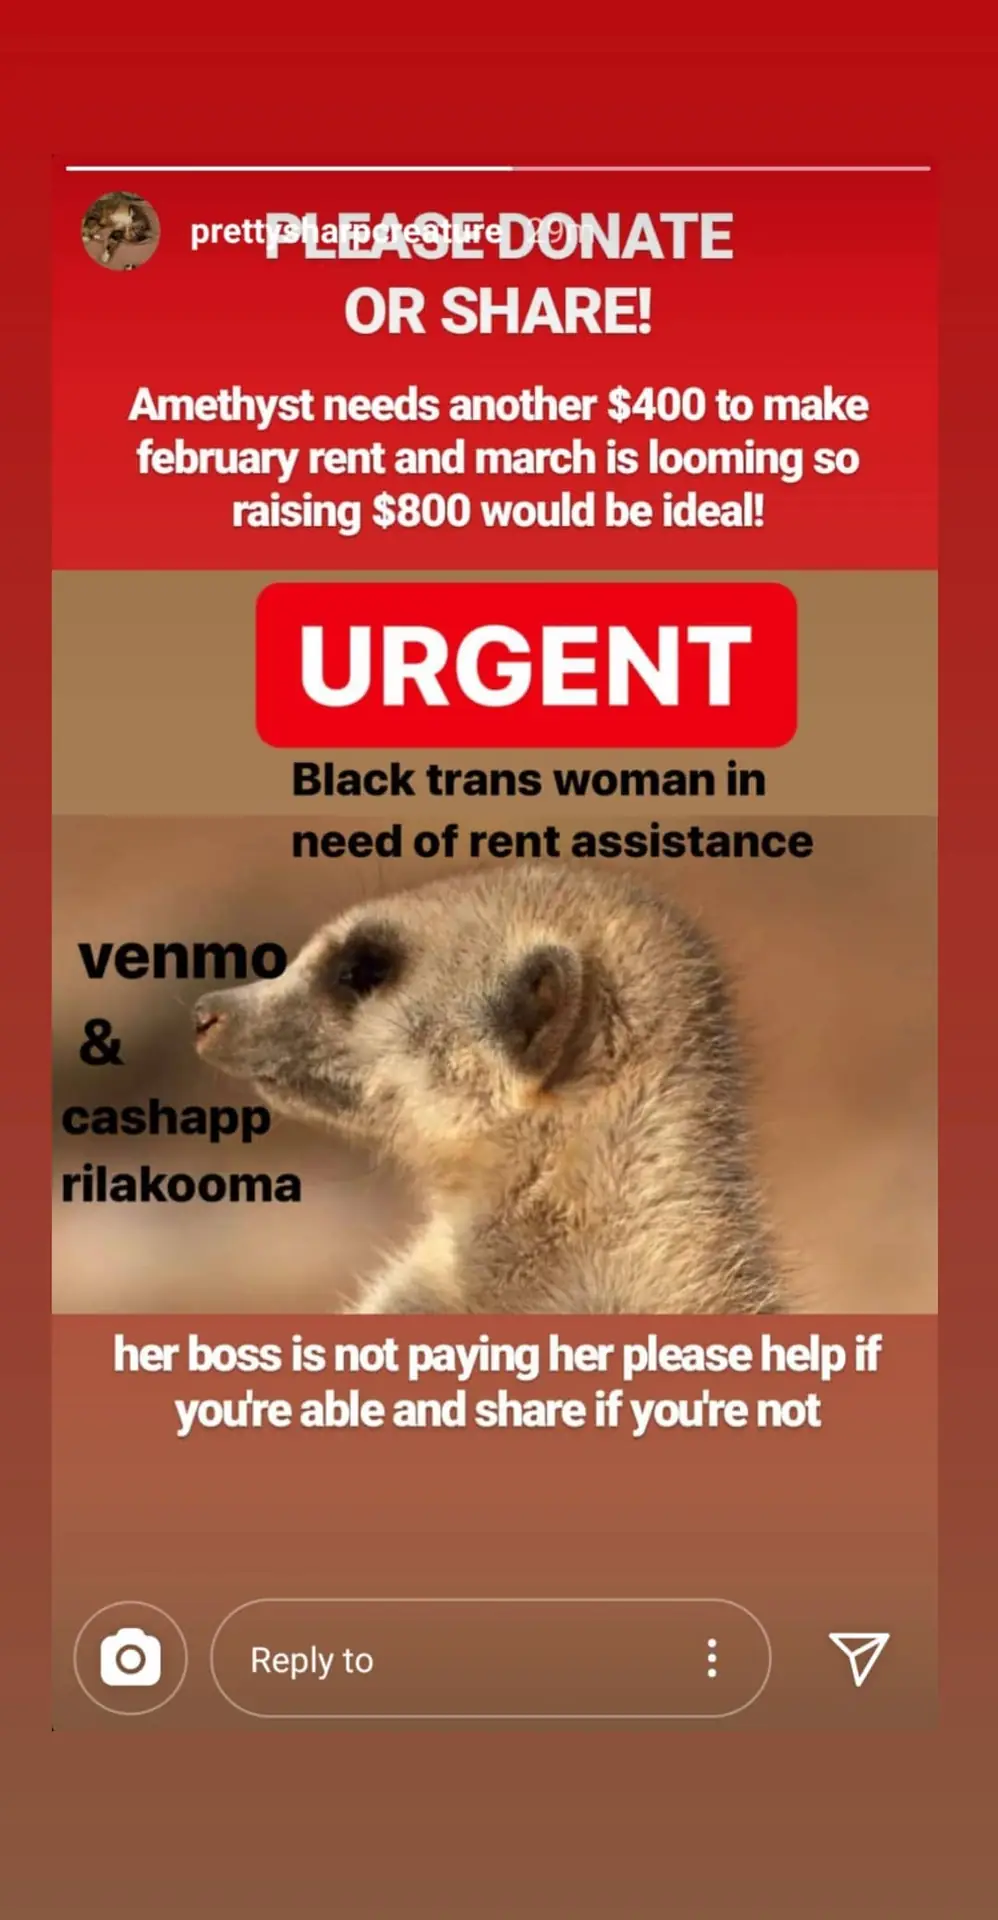 prettysharpcreature 29m
PLEASE DONATE
OR SHARE!
Amethyst needs another $400 to make
february rent and march is looming so
raising $800 would be ideal!
URGENT
Black trans woman in
need of rent assistance
venmo
&
cashapp
rilakooma
her boss is not paying her please help if
you're able and share if you're not
Reply to